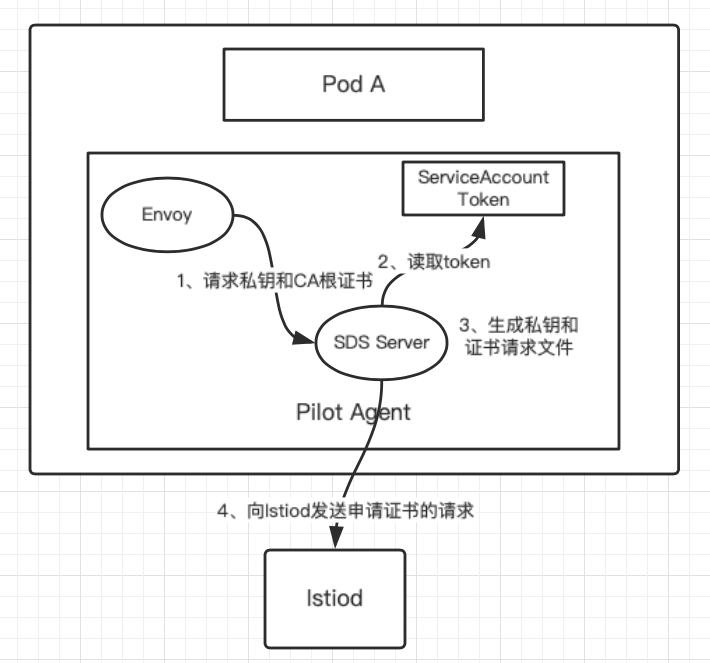 Pod A
ServiceAccount
Token
Envoy
2、读取token
1、请求私钥和CA根证书
3、生成私钥和
证书请求文件
SDS Server
Pilot Agent
4、向Istiod发送申请证书的请求
Istiod